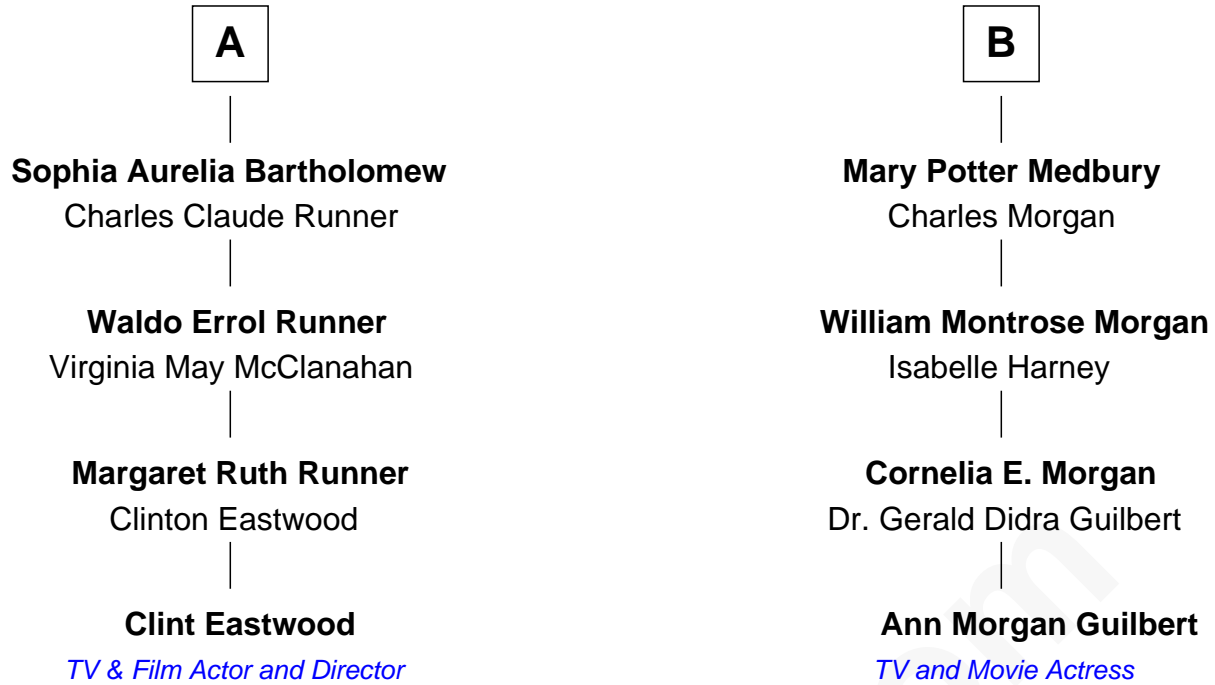 A
Sophia Aurelia Bartholomew
Charles Claude Runner
Waldo Errol Runner
Virginia May McClanahan
Margaret Ruth Runner
Clinton Eastwood
Clint Eastwood
TV & Film Actor and Director
B
Mary Potter Medbury
Charles Morgan
William Montrose Morgan
Isabelle Harney
Cornelia E. Morgan
Dr. Gerald Didra Guilbert
Ann Morgan Guilbert
TV and Movie Actress